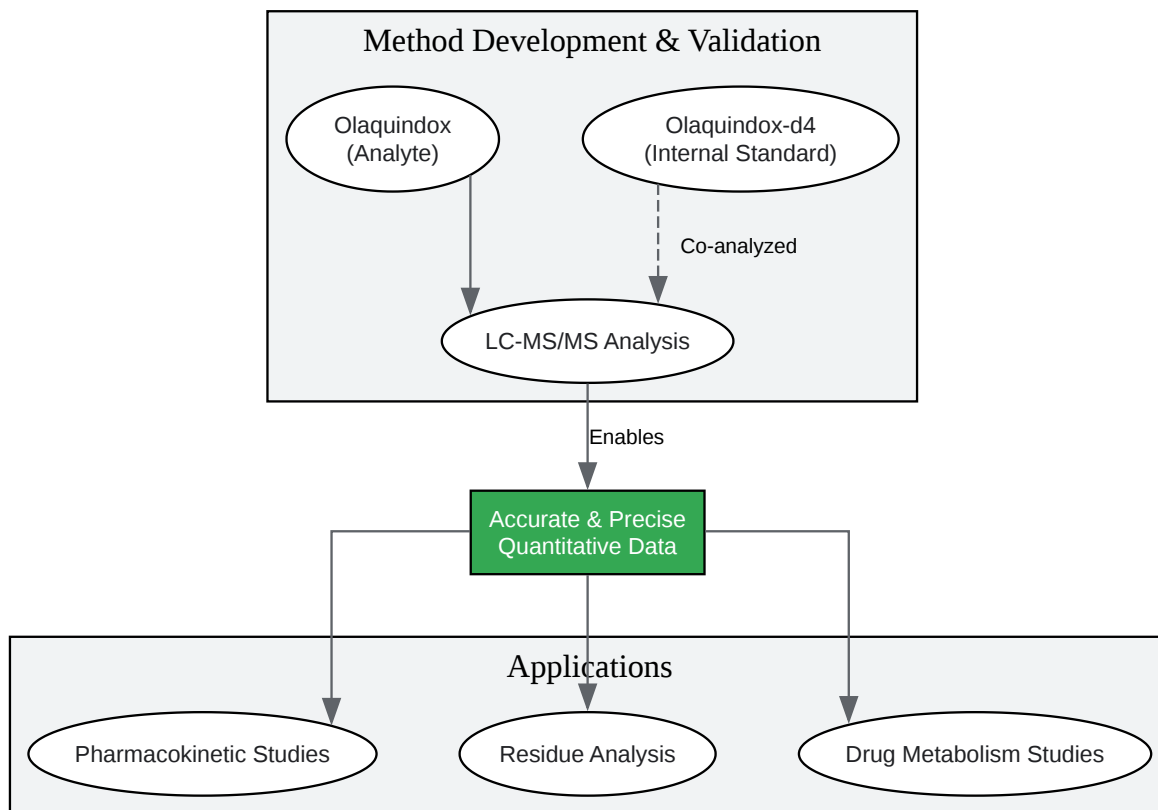 Method Development & Validation
Olaquindox
(Analyte)
Olaquindox-d4
(Internal Standard)
Co-analyzed
LC-MS/MS Analysis
Enables
Accurate & Precise
Quantitative Data
Applications
Pharmacokinetic Studies
Residue Analysis
Drug Metabolism Studies